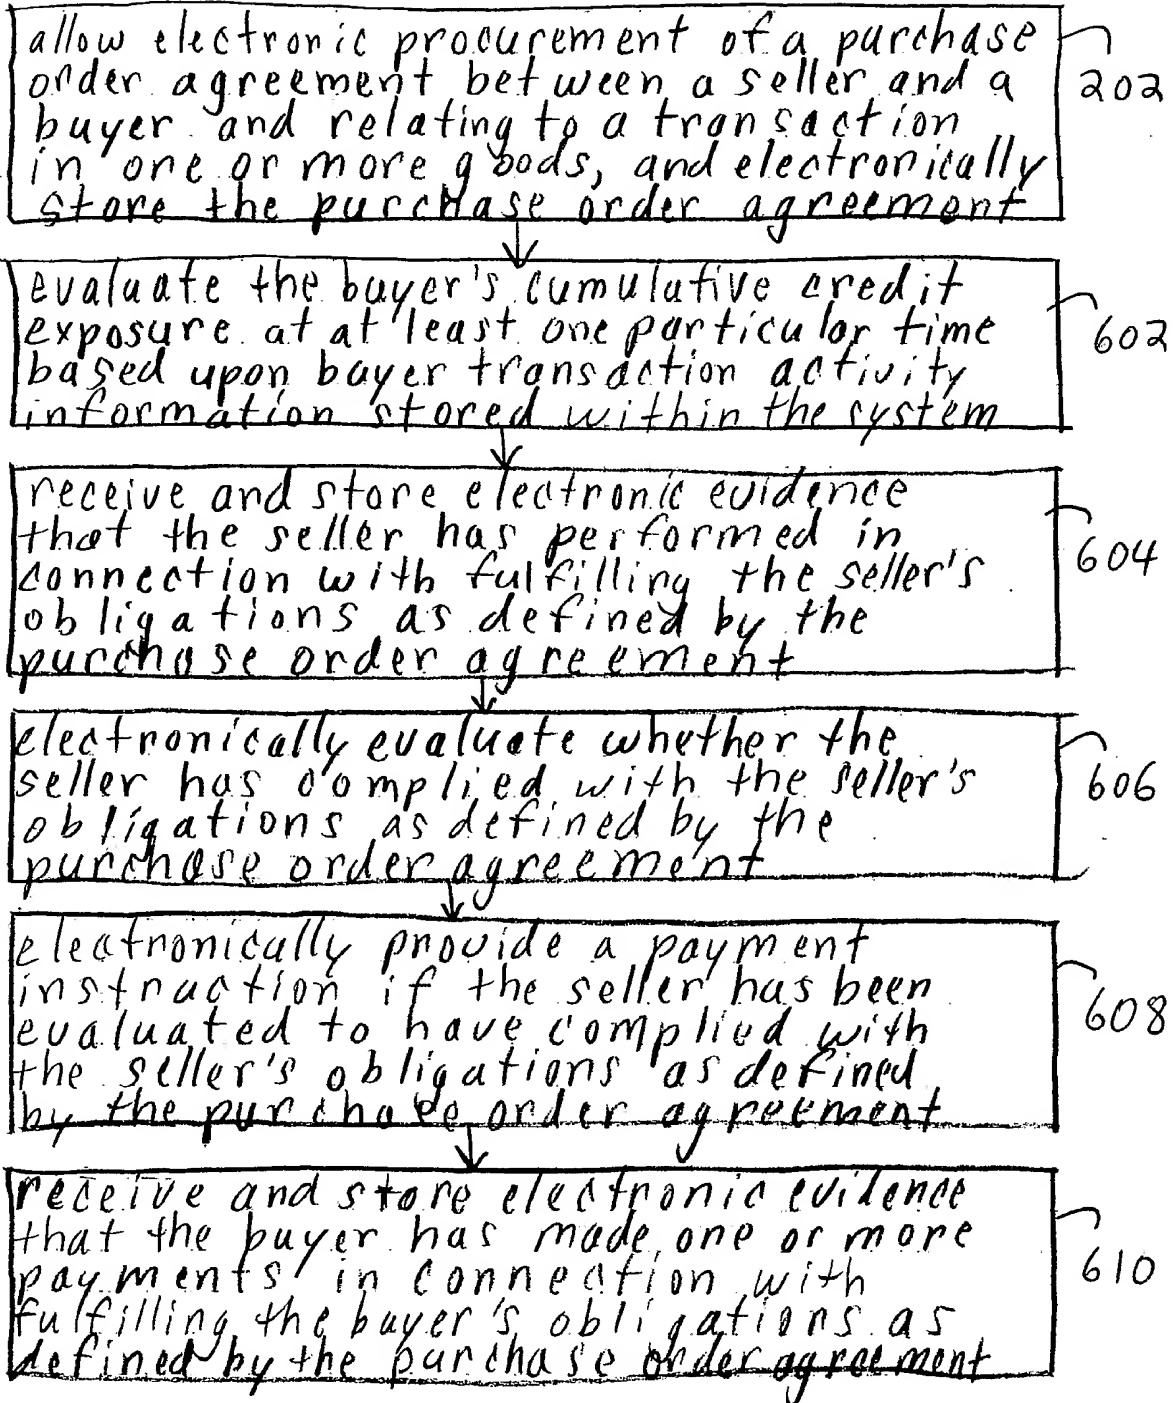 allow electronic procurement of a purchase
order agreement between a seller and a
buyer and relating to a transaction
in one or more goods, and electronically
store the purchase order agreement
202
evaluate the buyer's cumulative credit
exposure at at least one particular time
based upon buyer transaction activity
information stored within the system
602
receive and store electronic evidence
that the seller has performed in
connection with fulfilling the seller's
obligations as defined by the
purchase order agreement
604
electronically evaluate whether the
seller has complied with the seller's
obligations as defined by the
purchase order agreement
606
electronically provide a payment
instruction if the seller has been
evaluated to have complied with
the seller's obligations as defined
by the purchase order agreement
608
receive and store electronic evidence
that the buyer has made one or more
payments in connection with
fulfilling the buyer's obligations as
defined by the purchase order agreement
610